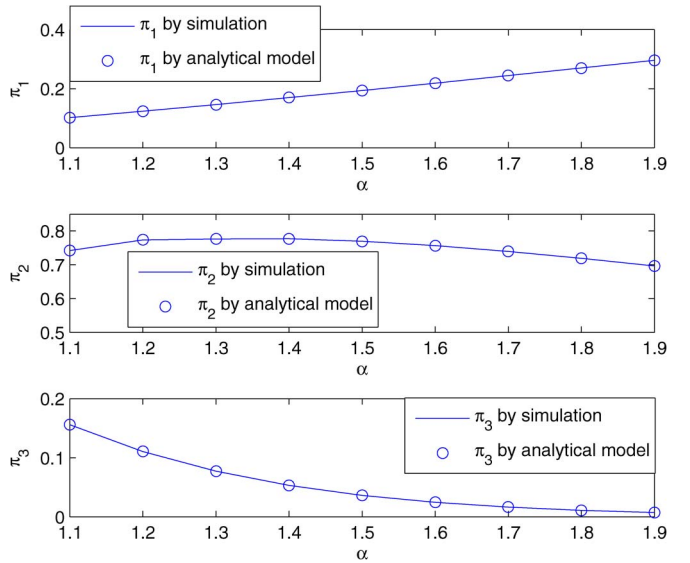 π1 by simulation
π1 by analytical model
0.4
0.2
0
π1
1.1 1.2 1.3 1.4 1.5 1.6 1.7 1.8 1.9
α
0.8
0.7
0.6
0.5
π2
π2 by simulation
π2 by analytical model
1.1 1.2 1.3 1.4 1.5 1.6 1.7 1.8 1.9
α
0.2
0.1
0
π3
π3 by simulation
π3 by analytical model
1.1 1.2 1.3 1.4 1.5 1.6 1.7 1.8 1.9
α